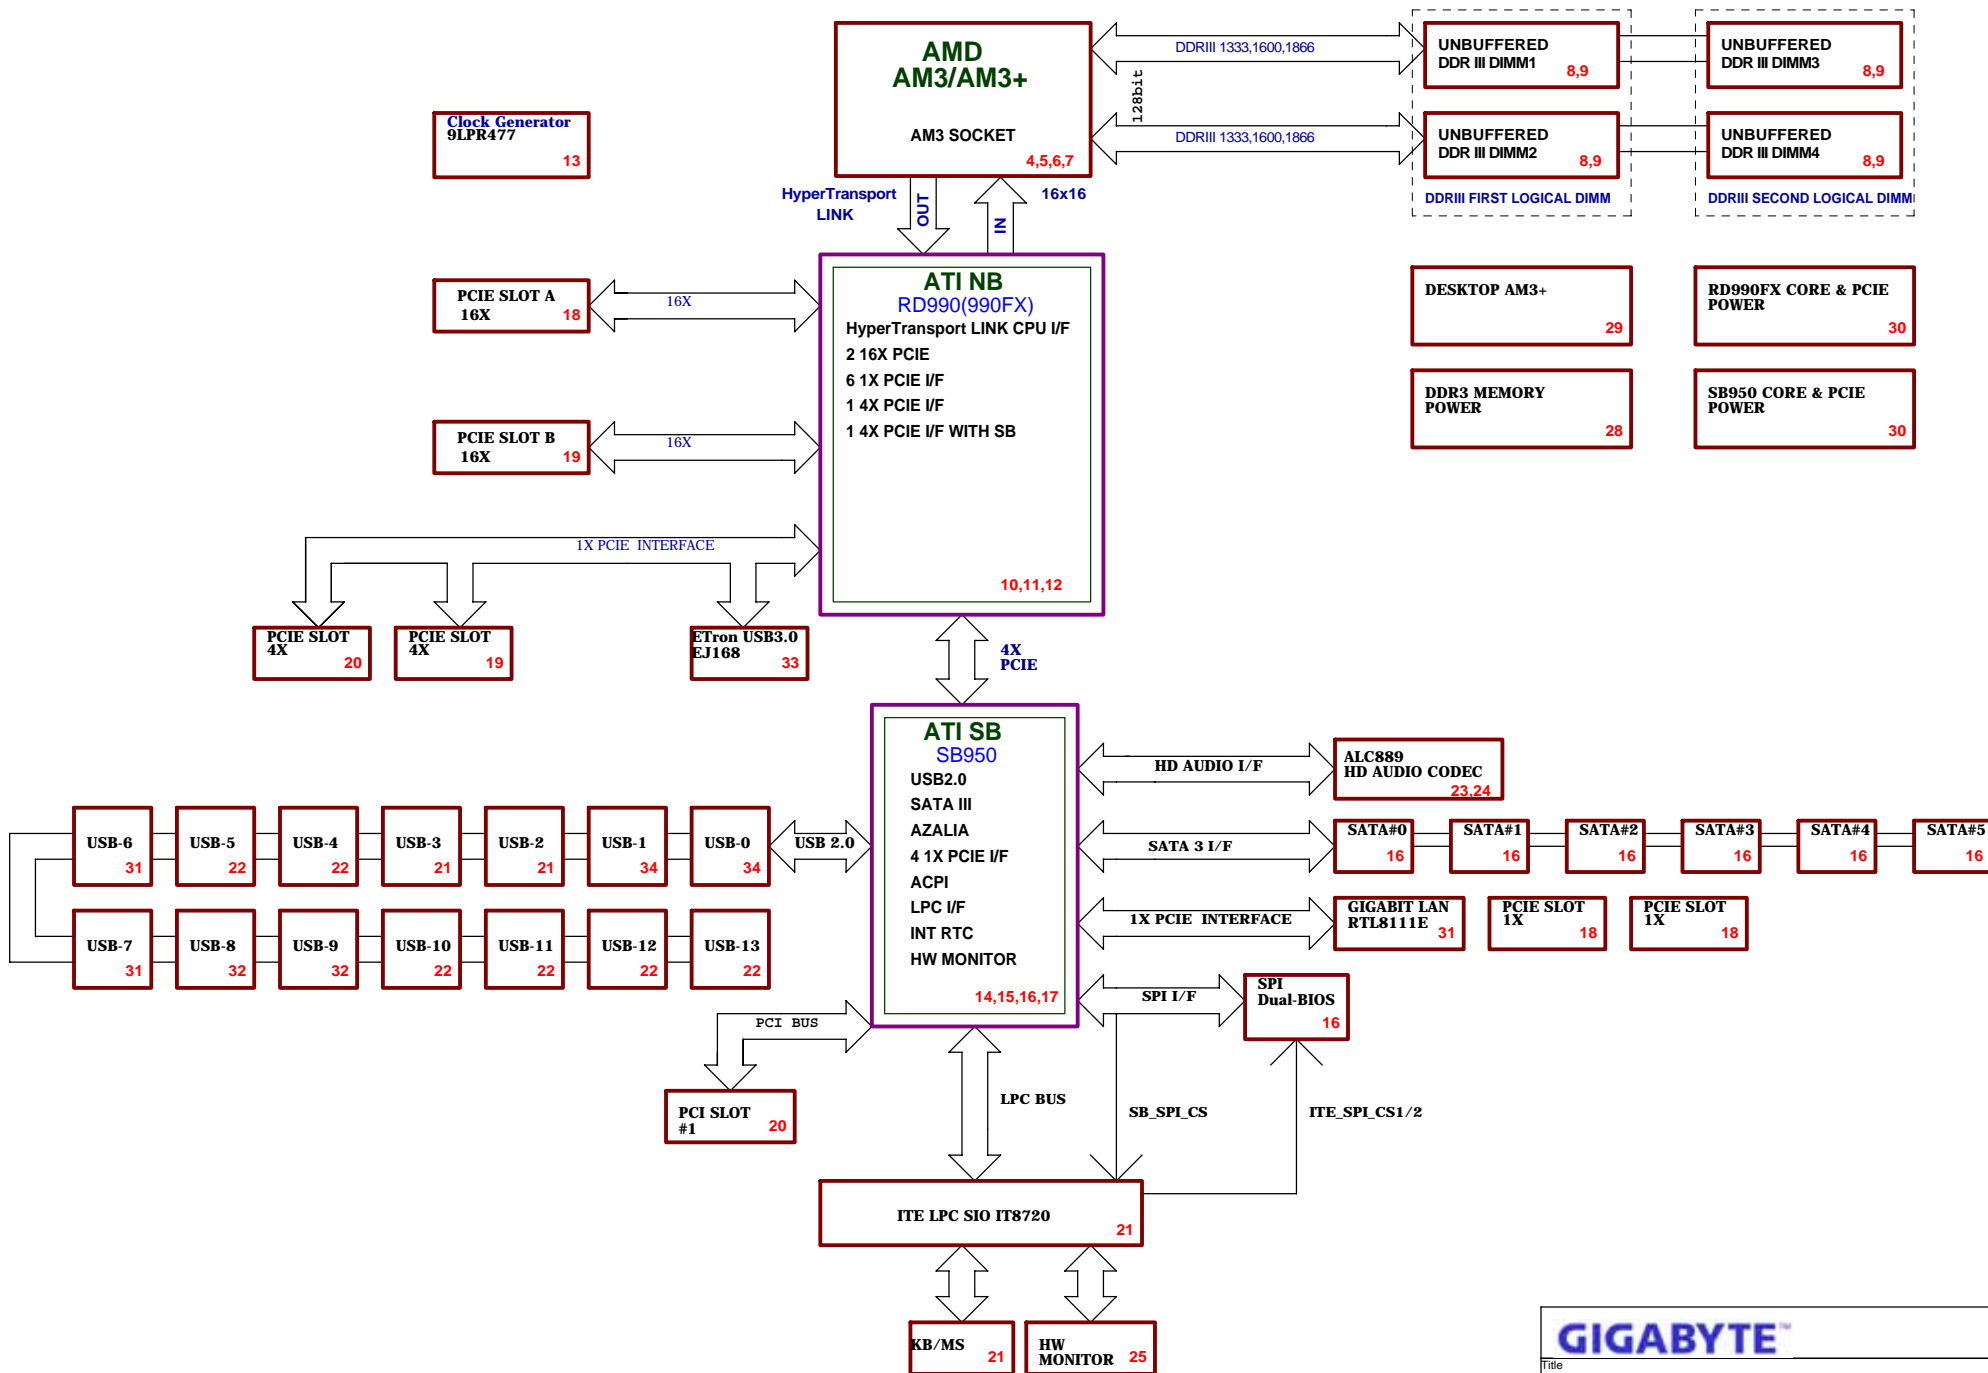 AMD
AM3/AM3+
AM3 SOCKET
4,5,6,7
DDRIII 1333,1600,1866
128bit
DDRIII 1333,1600,1866
UNBUFFERED
DDR III DIMM1
8,9
UNBUFFERED
DDR III DIMM3
8,9
UNBUFFERED
DDR III DIMM2
8,9
UNBUFFERED
DDR III DIMM4
8,9
DDRIII FIRST LOGICAL DIMM
DDRIII SECOND LOGICAL DIMM
Clock Generator
9LPR477
13
HyperTransport
LINK
OUT
IN
16x16
ATI NB
RD990(990FX)
HyperTransport LINK CPU I/F
2 16X PCIE
6 1X PCIE I/F
1 4X PCIE I/F
1 4X PCIE I/F WITH SB
10,11,12
PCIE SLOT A
16X
18
16X
PCIE SLOT B
16X
19
16X
DESKTOP AM3+
29
RD990FX CORE & PCIE
POWER
30
DDR3 MEMORY
POWER
28
SB950 CORE & PCIE
POWER
30
1X PCIE  INTERFACE
PCIE SLOT
4X
20
PCIE SLOT
4X
19
ETron USB3.0
EJ168
33
4X
PCIE
ATI SB
SB950
USB2.0
SATA III
AZALIA
4 1X PCIE I/F
ACPI
LPC I/F
INT RTC
HW MONITOR
14,15,16,17
HD AUDIO I/F
ALC889
HD AUDIO CODEC
23,24
SATA 3 I/F
SATA#0
16
SATA#1
16
SATA#2
16
SATA#3
16
SATA#4
16
SATA#5
16
1X PCIE  INTERFACE
GIGABIT LAN
RTL8111E
31
PCIE SLOT
1X
18
PCIE SLOT
1X
18
SPI I/F
SPI
Dual-BIOS
16
USB-6
31
USB-5
22
USB-4
22
USB-3
21
USB-2
21
USB-1
34
USB-0
34
USB 2.0
USB-7
31
USB-8
32
USB-9
32
USB-10
22
USB-11
22
USB-12
22
USB-13
22
PCI BUS
PCI SLOT
#1
20
LPC BUS
SB_SPI_CS
ITE_SPI_CS1/2
ITE LPC SIO IT8720
21
KB/MS
21
HW
MONITOR
25
GIGABYTE™
Title